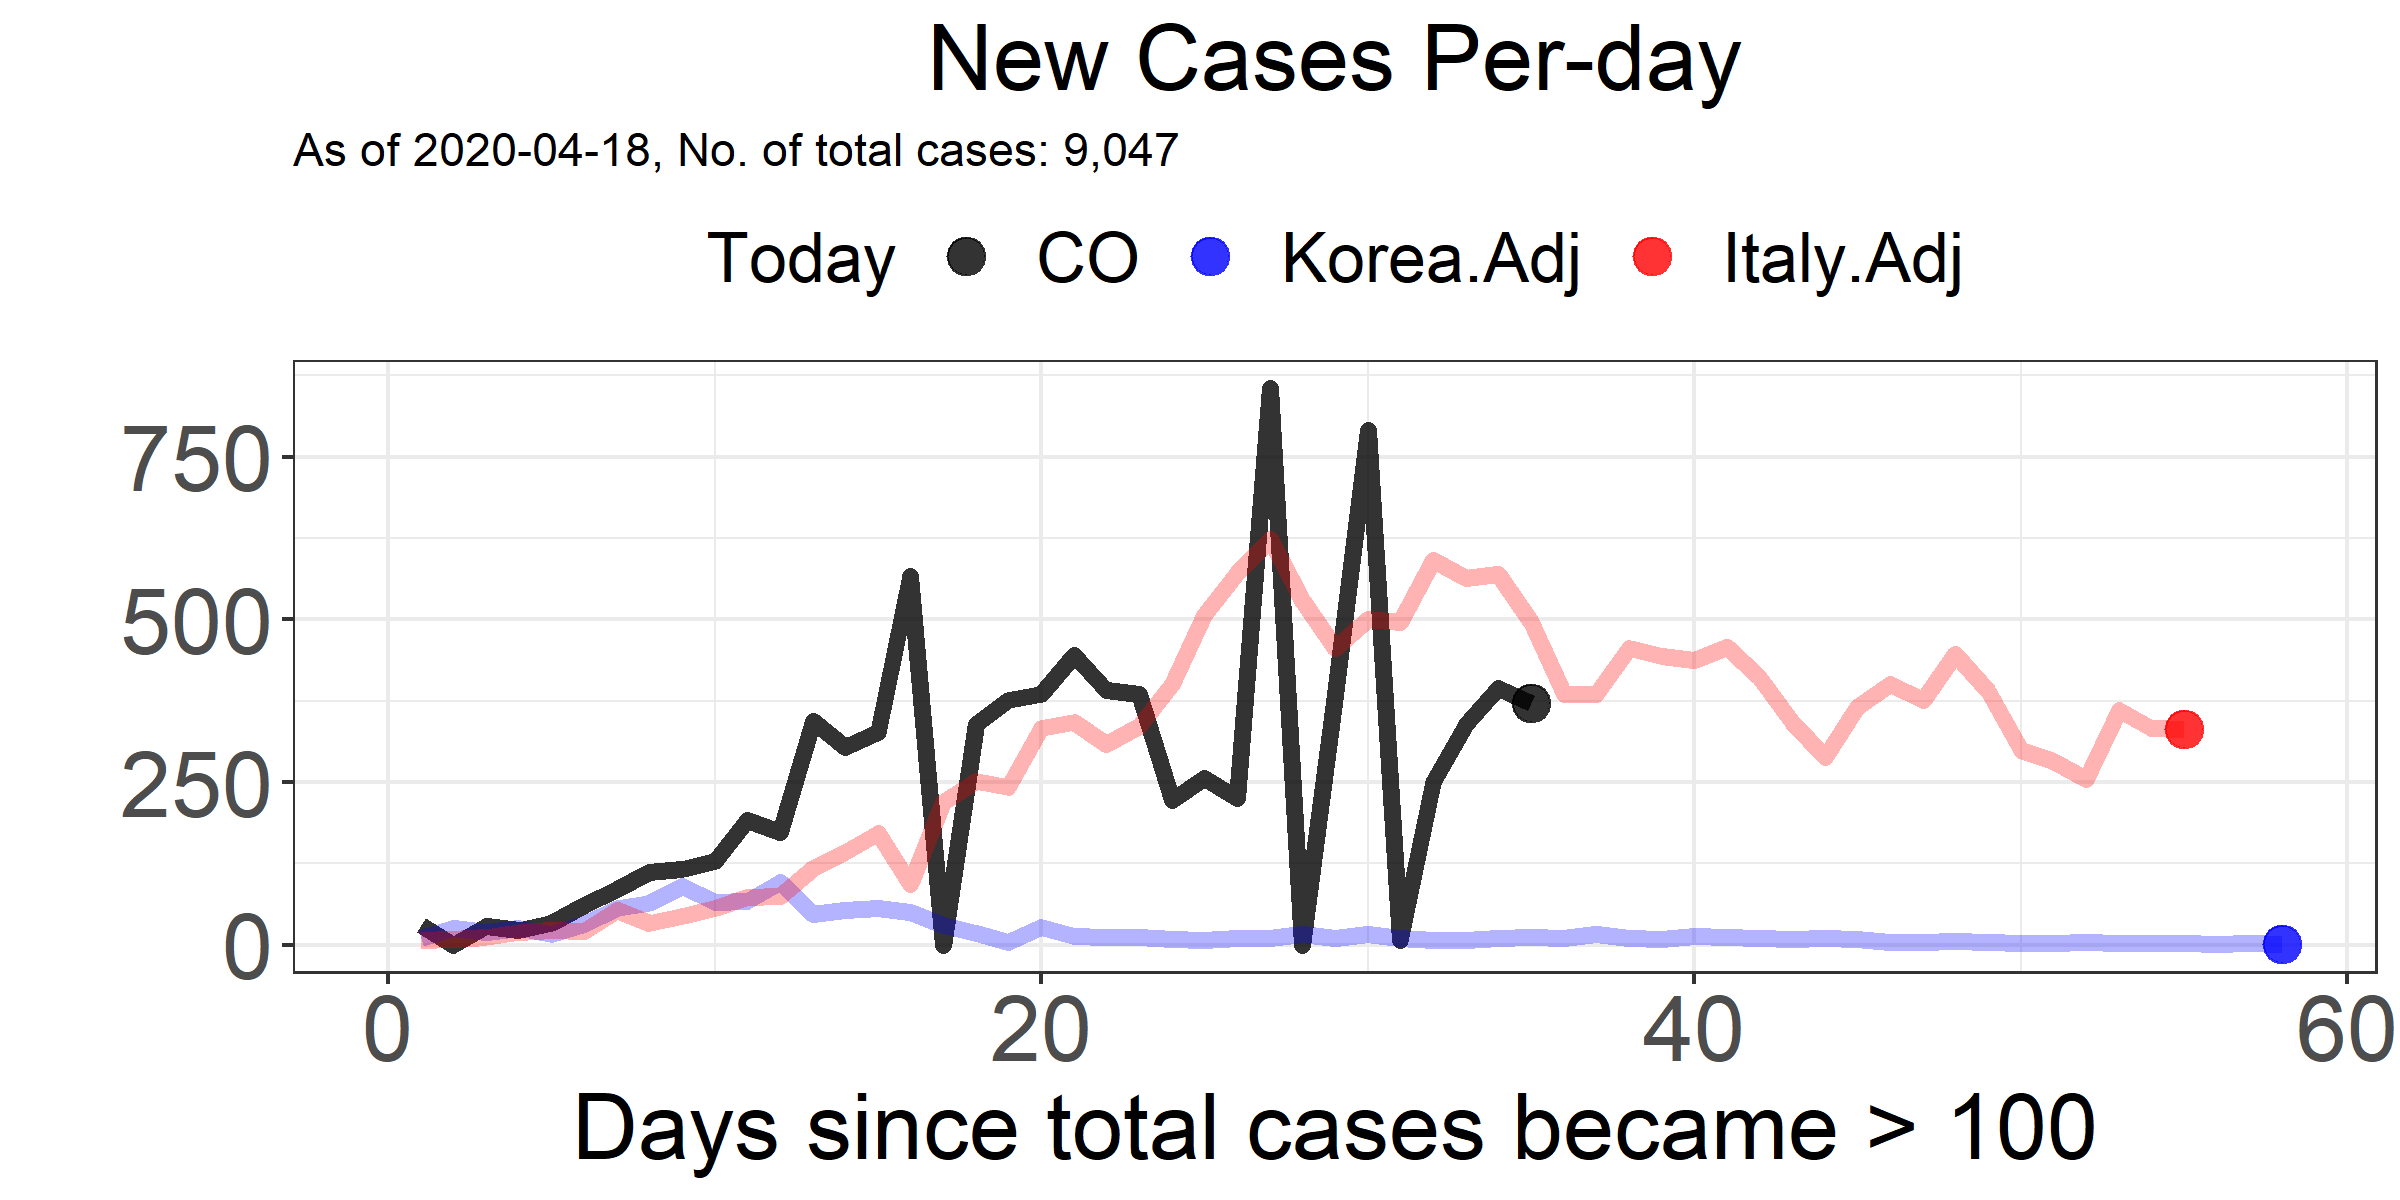 New Cases Per-day
As of 2020-04-18, No. of total cases: 9,047
Today CO Korea.Adj Italy.Adj
750
500
250
0
0 20 40 60
Days since total cases became > 100